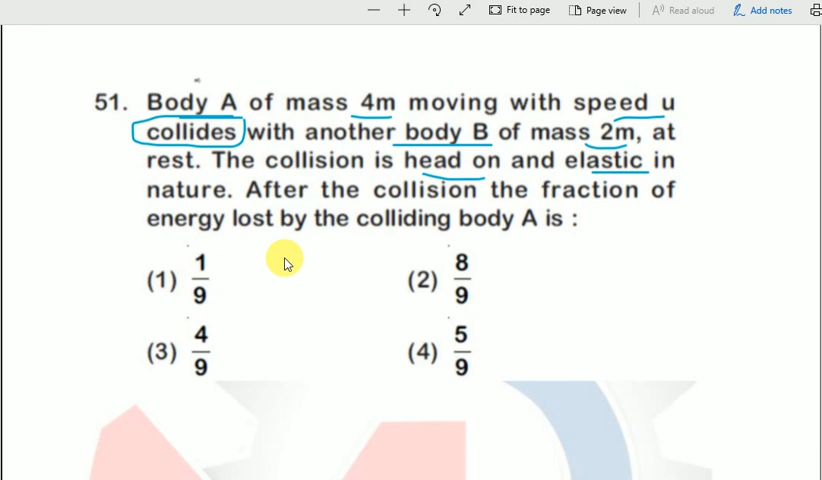 Fit to page Page view Read aloud Add notes
51. Body A of mass 4m moving with speed u
collides with another body B of mass 2m, at
rest. The collision is head on and elastic in
nature. After the collision the fraction of
energy lost by the colliding body A is :
(1) 1/9 (2) 8/9
(3) 4/9 (4) 5/9